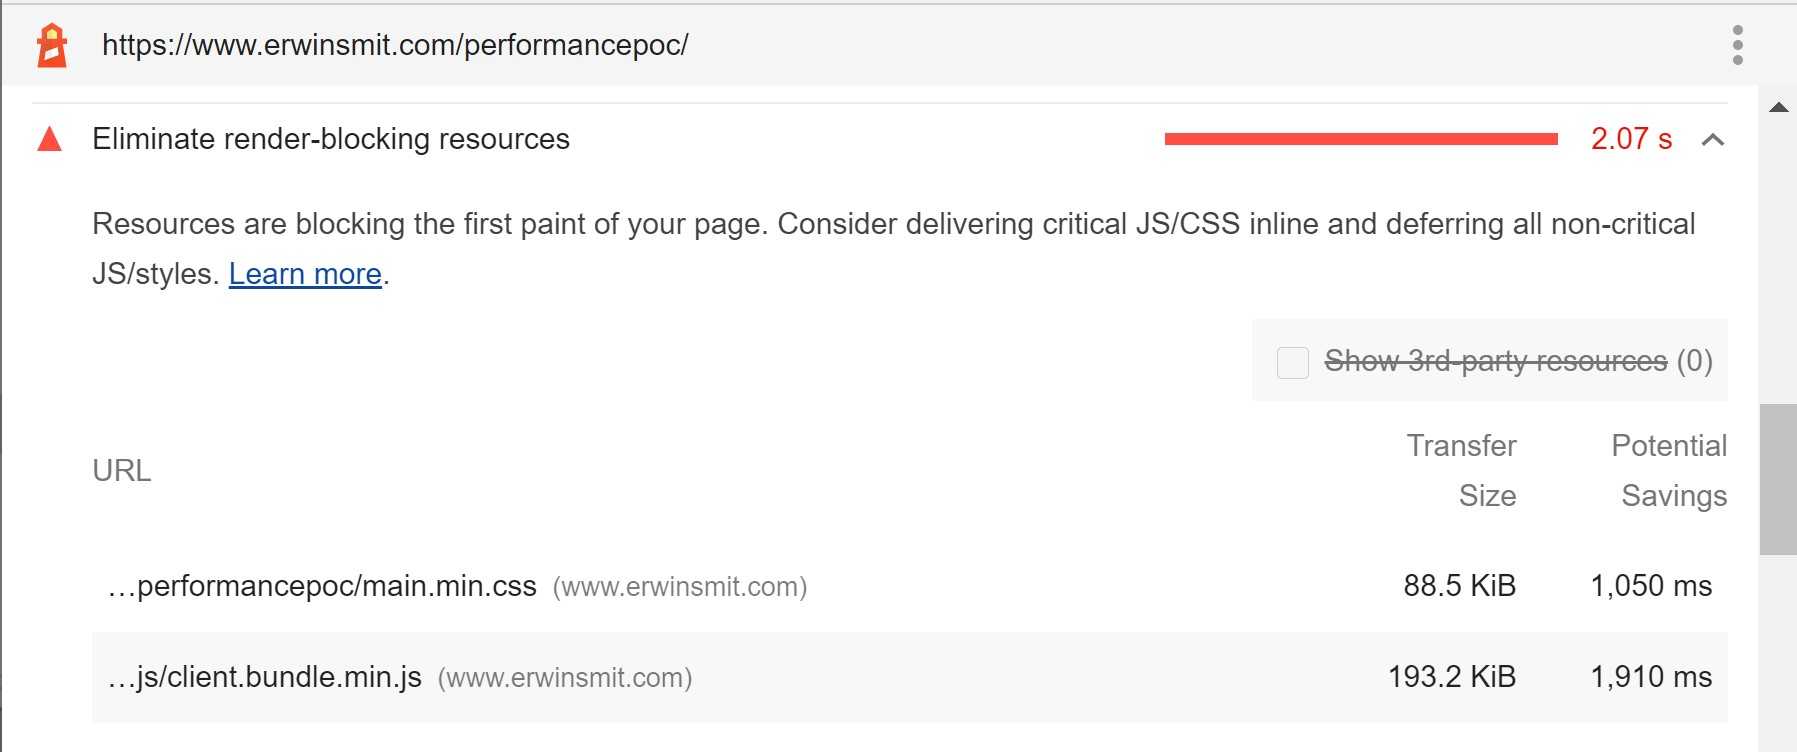 https://www.erwinsmit.com/performancepoc/
Eliminate render-blocking resources 2.07 s
Resources are blocking the first paint of your page. Consider delivering critical JS/CSS inline and deferring all non-critical
JS/styles. Learn more.
Show 3rd-party resources (0)
URL Transfer Size Potential Savings
…performancepoc/main.min.css (www.erwinsmit.com) 88.5 KiB 1,050 ms
…js/client.bundle.min.js (www.erwinsmit.com) 193.2 KiB 1,910 ms